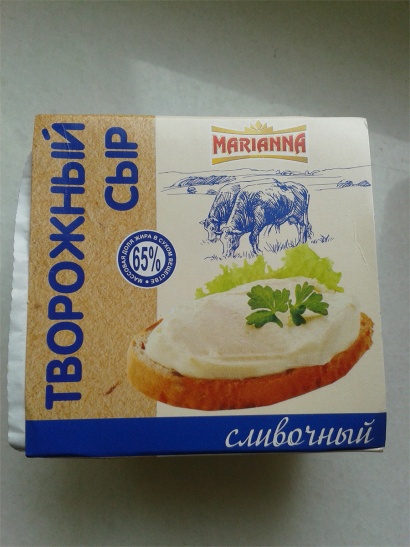 MARIANNA
ТВОРОЖНЫЙ
СЫР
МАССОВАЯ ДОЛЯ ЖИРА В СУХОМ ВЕЩЕСТВЕ
65%
сливочный